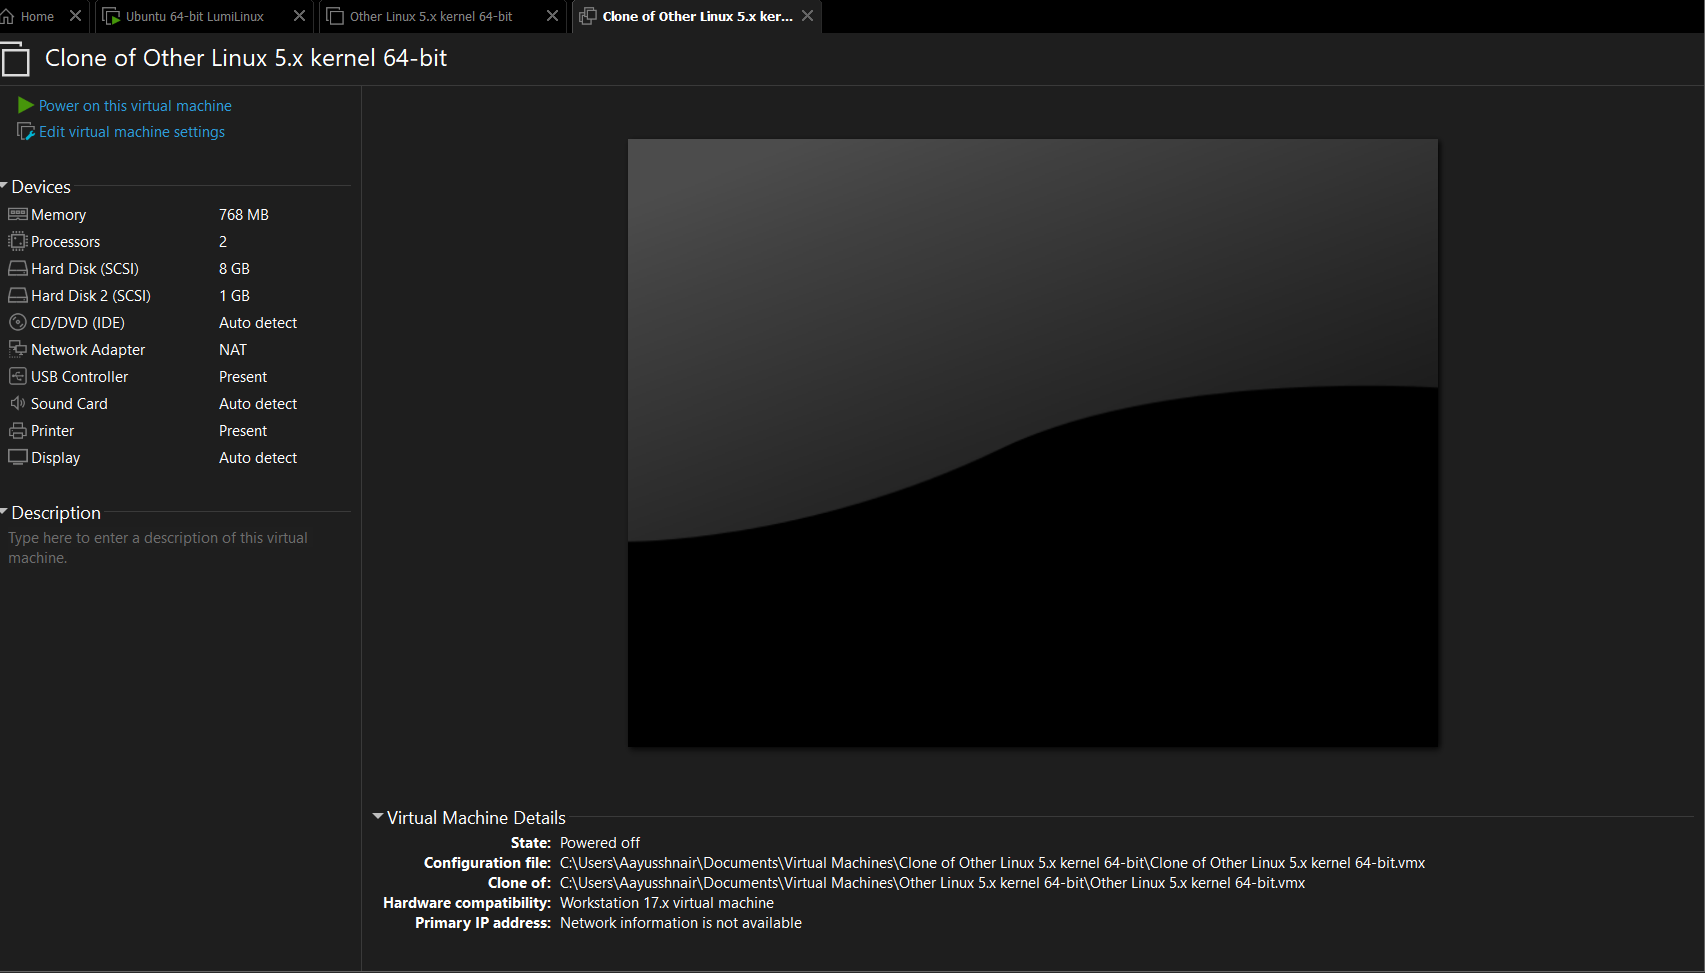 Home
Ubuntu 64-bit LumiLinux
Other Linux 5.x kernel 64-bit
Clone of Other Linux 5.x ker...
Clone of Other Linux 5.x kernel 64-bit
Power on this virtual machine
Edit virtual machine settings
Devices
Memory 768 MB
Processors 2
Hard Disk (SCSI) 8 GB
Hard Disk 2 (SCSI) 1 GB
CD/DVD (IDE) Auto detect
Network Adapter NAT
USB Controller Present
Sound Card Auto detect
Printer Present
Display Auto detect
Description
Type here to enter a description of this virtual
machine.
Virtual Machine Details
State: Powered off
Configuration file: C:\Users\Aayusshnair\Documents\Virtual Machines\Clone of Other Linux 5.x kernel 64-bit\Clone of Other Linux 5.x kernel 64-bit.vmx
Clone of: C:\Users\Aayusshnair\Documents\Virtual Machines\Other Linux 5.x kernel 64-bit\Other Linux 5.x kernel 64-bit.vmx
Hardware compatibility: Workstation 17.x virtual machine
Primary IP address: Network information is not available